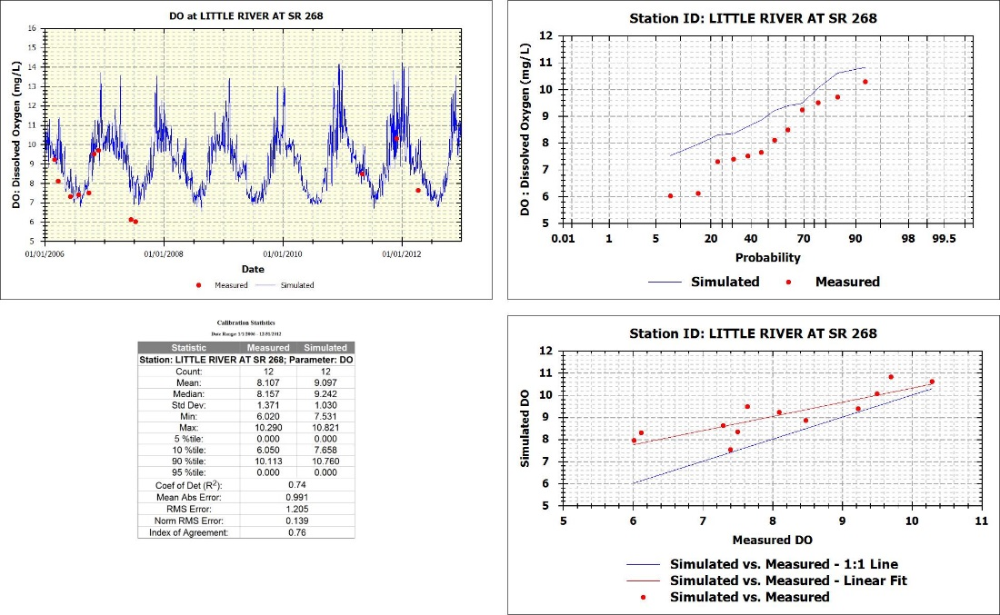 DO at LITTLE RIVER AT SR 268
16
15
14
13
12
11
10
9
8
7
6
5
DO: Dissolved Oxygen (mg/L)
01/01/2006 01/01/2008 01/01/2010 01/01/2012
Date
Measured Simulated
Station ID: LITTLE RIVER AT SR 268
12
11
10
9
8
7
6
5
DO : Dissolved Oxygen (mg/L)
0.01 1 5 20 40 70 90 98 99.5
Probability
Simulated Measured
Calibration Statistics
Date Range: 1/1/2006 - 12/31/2012
Statistic Measured Simulated
Station: LITTLE RIVER AT SR 268; Parameter: DO
Count: 12 12
Mean: 8.107 9.097
Median: 8.157 9.242
Std Dev: 1.371 1.030
Min: 6.020 7.531
Max: 10.290 10.821
5 %tile: 0.000 0.000
10 %tile: 6.050 7.658
90 %tile: 10.113 10.760
95 %tile: 0.000 0.000
Coef of Det (R2): 0.74
Mean Abs Error: 0.991
RMS Error: 1.205
Norm RMS Error: 0.139
Index of Agreement: 0.76
Station ID: LITTLE RIVER AT SR 268
12
11
10
9
8
7
6
5
Simulated DO
5 6 7 8 9 10 11
Measured DO
Simulated vs. Measured - 1:1 Line
Simulated vs. Measured - Linear Fit
Simulated vs. Measured